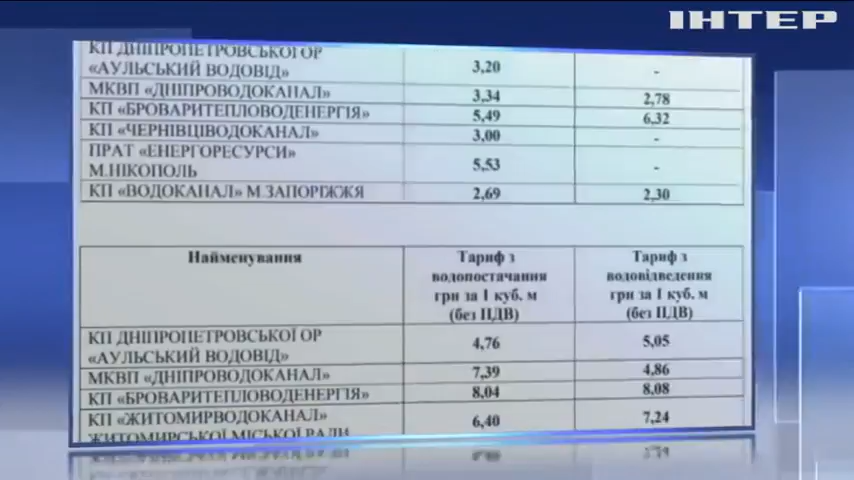 ІНТЕР
КП ДНІПРОПЕТРОВСЬКОЇ ОР
«АУЛЬСЬКИЙ ВОДОВІД» 3,20 -
МКВП «ДНІПРОВОДОКАНАЛ» 3,34 2,78
КП «БРОВАРИТЕПЛОВОДЕНЕРГІЯ» 5,49 6,32
КП «ЧЕРНІВЦІВОДОКАНАЛ» 3,00 -
ПРАТ «ЕНЕРГОРЕСУРСИ»
М.НІКОПОЛЬ 5,53 -
КП «ВОДОКАНАЛ» М.ЗАПОРІЖЖЯ 2,69 2,30
Найменування Тариф з Тариф з
водопостачання водовідведення
грн за 1 куб. м грн за 1 куб. м
(без ПДВ) (без ПДВ)
КП ДНІПРОПЕТРОВСЬКОЇ ОР
«АУЛЬСЬКИЙ ВОДОВІД» 4,76 5,05
МКВП «ДНІПРОВОДОКАНАЛ» 7,39 4,86
КП «БРОВАРИТЕПЛОВОДЕНЕРГІЯ» 8,04 8,08
КП «ЖИТОМИРВОДОКАНАЛ» 6,40 7,24
ЖИТОМИРСЬКОЇ МІСЬКОЇ РАДИ